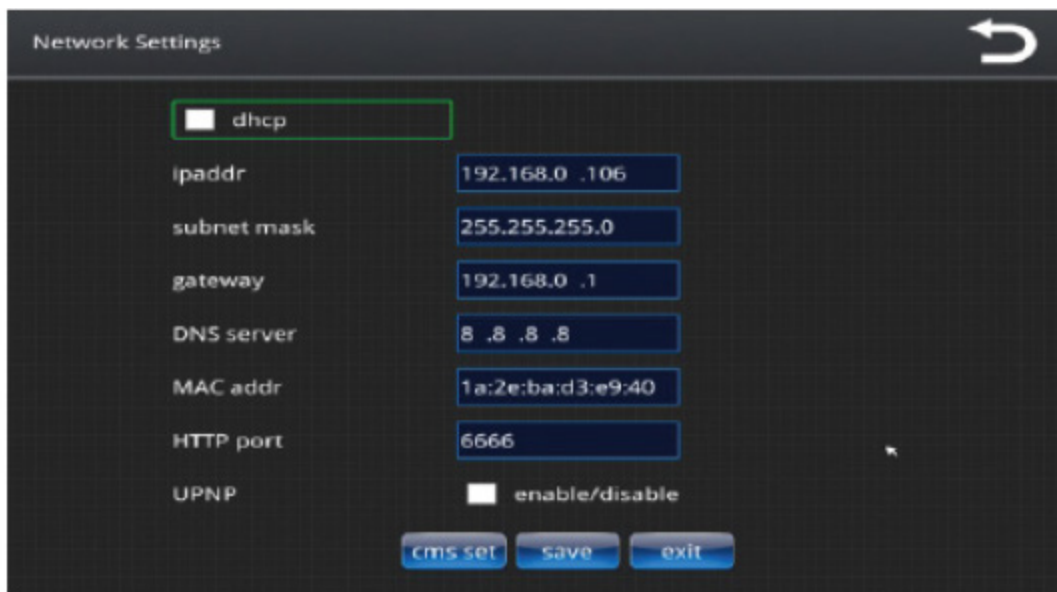 Network Settings
dhcp
ipaddr 192.168.0 .106
subnet mask 255.255.255.0
gateway 192.168.0 .1
DNS server 8 .8 .8 .8
MAC addr 1a:2e:ba:d3:e9:40
HTTP port 6666
UPNP enable/disable
cms set save exit